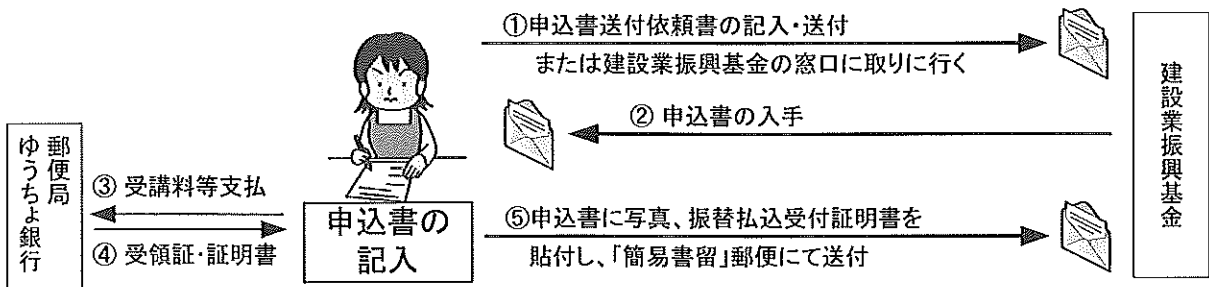 ①申込書送付依頼書の記入・送付
または建設業振興基金の窓口に取りに行く
② 申込書の入手
建設業振興基金
郵便局
ゆうちょ銀行
③ 受講料等支払
④ 受領証・証明書
申込書の
記入
⑤申込書に写真、振替払込受付証明書を
貼付し、「簡易書留」郵便にて送付